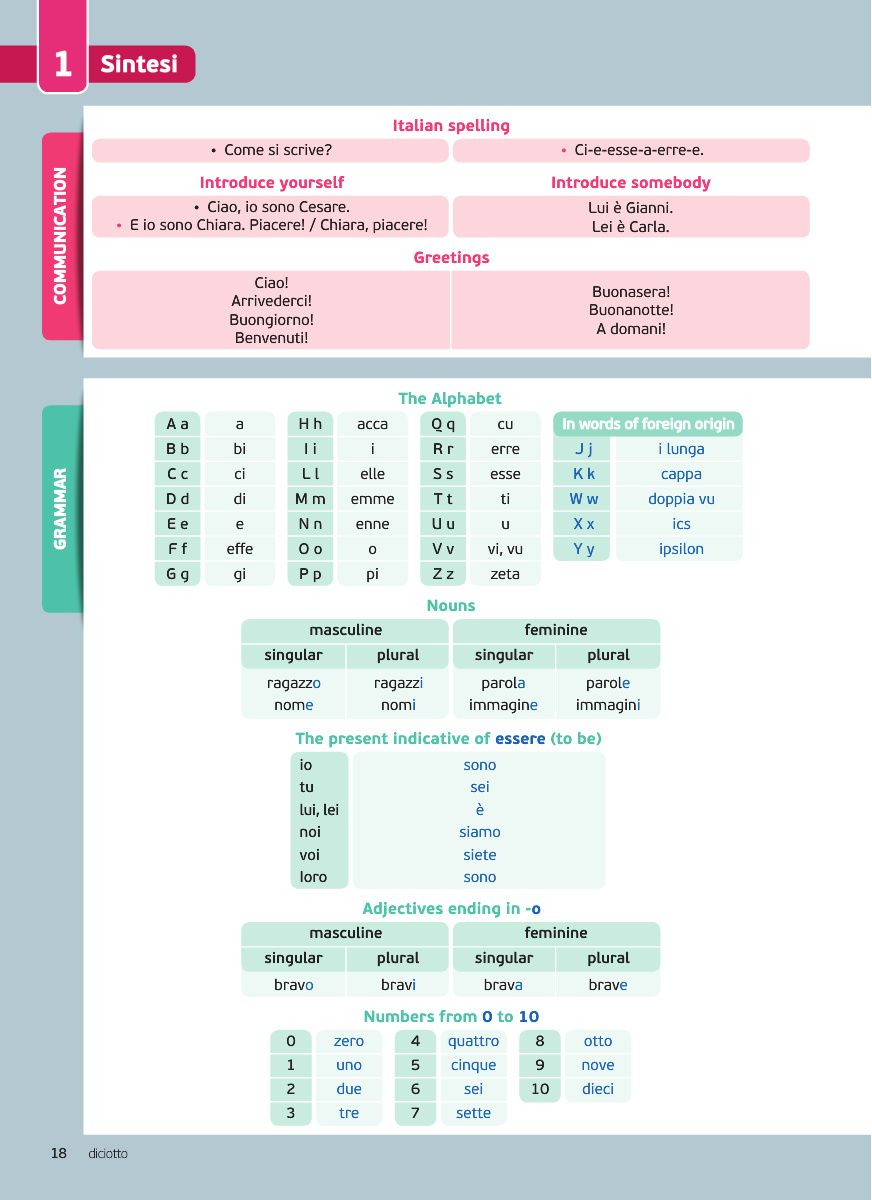 1 Sintesi
COMMUNICATION
Italian spelling
• Come si scrive? • Ci-e-esse-a-erre-e.
Introduce yourself Introduce somebody
• Ciao, io sono Cesare.
• E io sono Chiara. Piacere! / Chiara, piacere!
Lui è Gianni.
Lei è Carla.
Greetings
Ciao!
Arrivederci!
Buongiorno!
Benvenuti!
Buonasera!
Buonanotte!
A domani!
GRAMMAR
The Alphabet
A a a H h acca Q q cu In words of foreign origin
B b bi I i i R r erre J j i lunga
C c ci L l elle S s esse K k cappa
D d di M m emme T t ti W w doppia vu
E e e N n enne U u u X x ics
F f effe O o o V v vi, vu Y y ipsilon
G g gi P p pi Z z zeta
Nouns
masculine feminine
singular plural singular plural
ragazzo ragazzi parola parole
nome nomi immagine immagini
The present indicative of essere (to be)
io sono
tu sei
lui, lei è
noi siamo
voi siete
loro sono
Adjectives ending in -o
masculine feminine
singular plural singular plural
bravo bravi brava brave
Numbers from 0 to 10
0 zero 4 quattro 8 otto
1 uno 5 cinque 9 nove
2 due 6 sei 10 dieci
3 tre 7 sette
18 diciotto